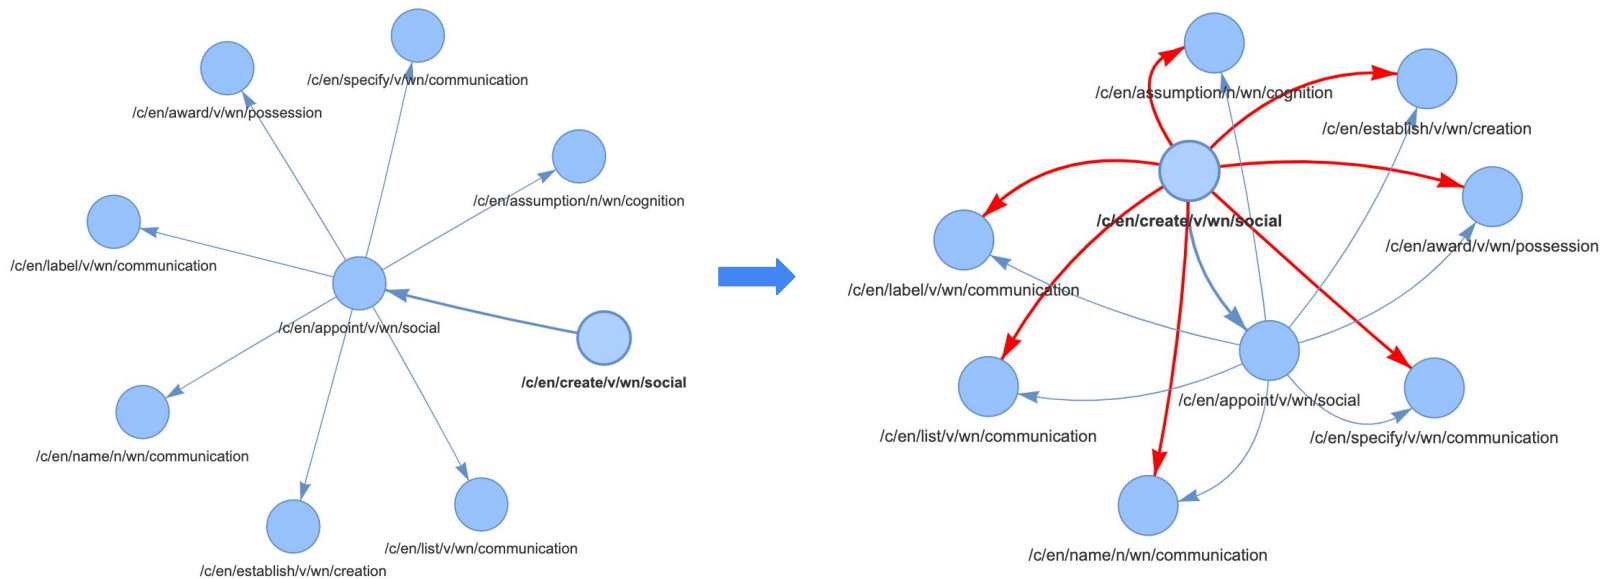 /c/en/specify/v/wn/communication
/c/en/award/v/wn/possession
/c/en/assumption/n/wn/cognition
/c/en/label/v/wn/communication
/c/en/appoint/v/wn/social
/c/en/create/v/wn/social
/c/en/name/n/wn/communication
/c/en/list/v/wn/communication
/c/en/establish/v/wn/creation
/c/en/assumption/n/wn/cognition
/c/en/establish/v/wn/creation
/c/en/create/v/wn/social
/c/en/award/v/wn/possession
/c/en/label/v/wn/communication
/c/en/appoint/v/wn/social
/c/en/list/v/wn/communication
/c/en/specify/v/wn/communication
/c/en/name/n/wn/communication